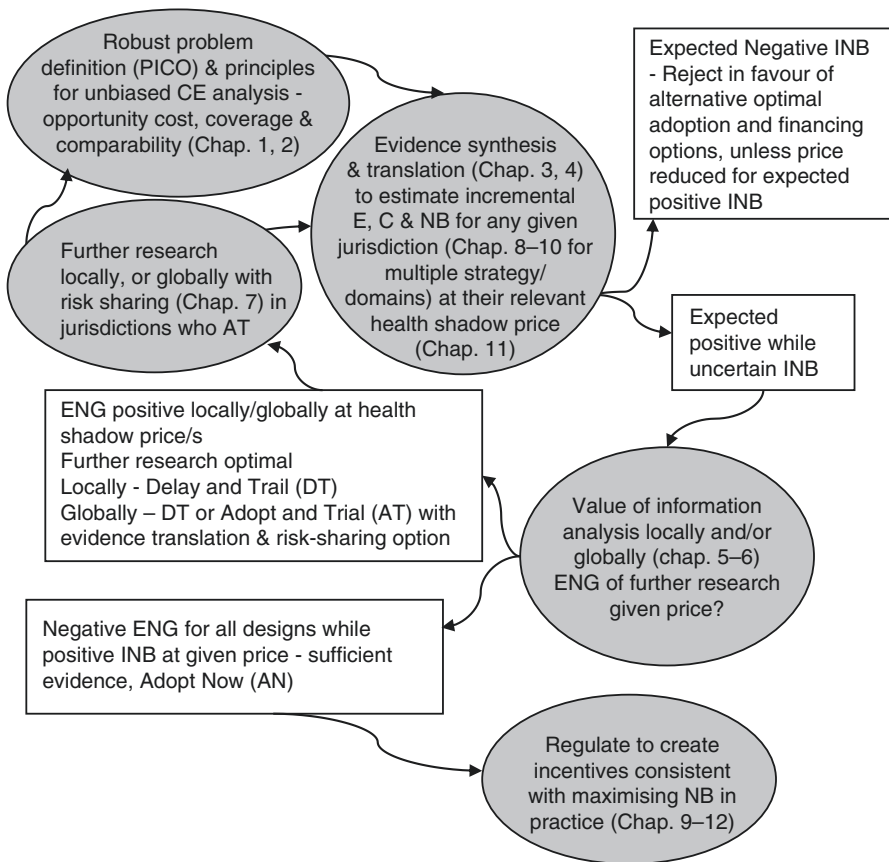 Robust problem
definition (PICO) & principles
for unbiased CE analysis -
opportunity cost, coverage &
comparability (Chap. 1, 2)
Expected Negative INB
- Reject in favour of
alternative optimal
adoption and financing
options, unless price
reduced for expected
positive INB
Evidence synthesis
& translation (Chap. 3, 4)
to estimate incremental
E, C & NB for any given
jurisdiction (Chap. 8–10 for
multiple strategy/
domains) at their relevant
health shadow price
(Chap. 11)
Further research
locally, or globally with
risk sharing (Chap. 7) in
jurisdictions who AT
Expected
positive while
uncertain INB
ENG positive locally/globally at health
shadow price/s
Further research optimal
Locally - Delay and Trail (DT)
Globally – DT or Adopt and Trial (AT) with
evidence translation & risk-sharing option
Value of information
analysis locally and/or
globally (chap. 5–6)
ENG of further research
given price?
Negative ENG for all designs while
positive INB at given price - sufficient
evidence, Adopt Now (AN)
Regulate to create
incentives consistent
with maximising NB in
practice (Chap. 9–12)